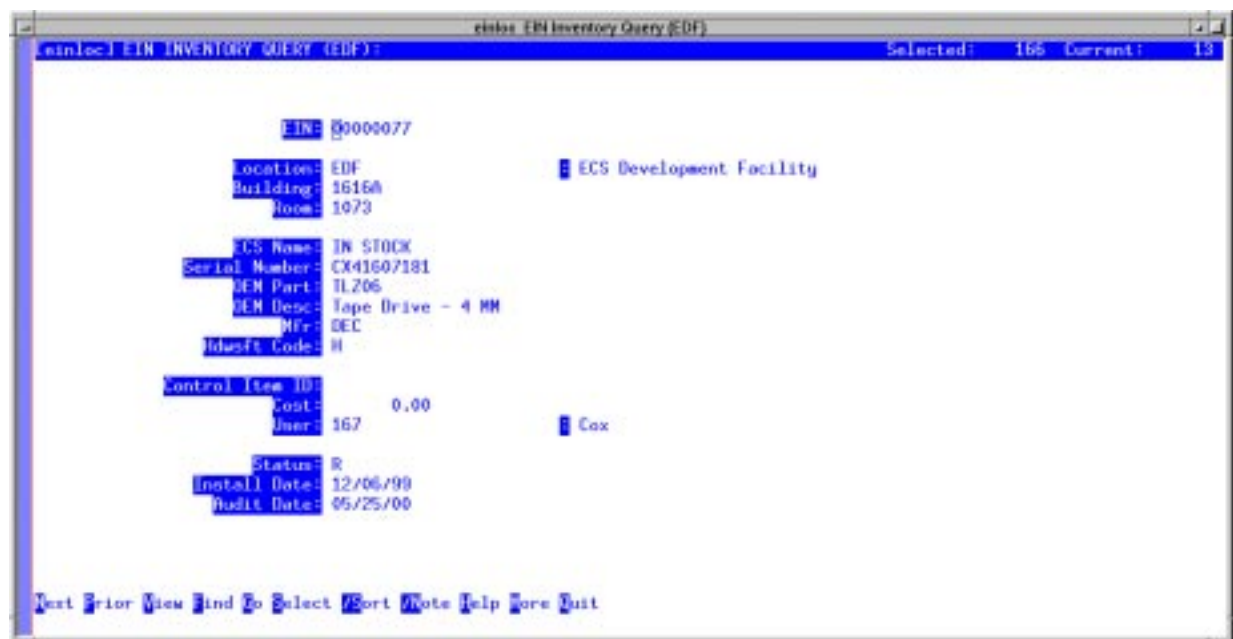 einloc EIN Inventory Query (EDF)
[einloc] EIN INVENTORY QUERY (EDF): Selected: 166 Current: 13
EIN: 00000077
Location: EDF : ECS Development Facility
Building: 1616A
Room: 1073
ECS Name: IN STOCK
Serial Number: CX41607181
OEM Part: TLZ06
OEM Desc: Tape Drive - 4 MM
Mfr: DEC
Hdwsft Code: H
Control Item ID:
Cost: 0.00
User: 167 : Cox
Status: R
Install Date: 12/06/99
Audit Date: 05/25/00
Next Prior View Find Go Select /Sort /Note Help More Quit